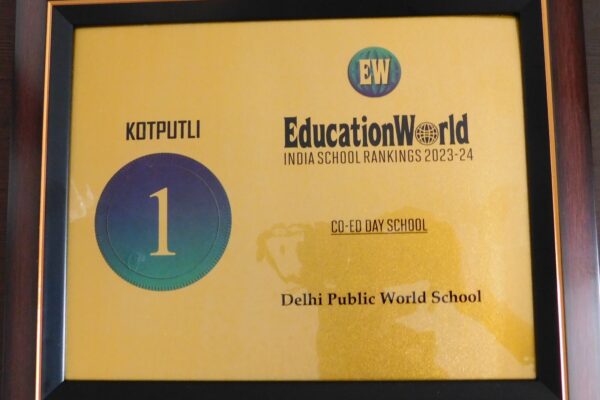 KOTPUTLI
1
EW
EducationWorld
INDIA SCHOOL RANKINGS 2023-24
CO-ED DAY SCHOOL
Delhi Public World School